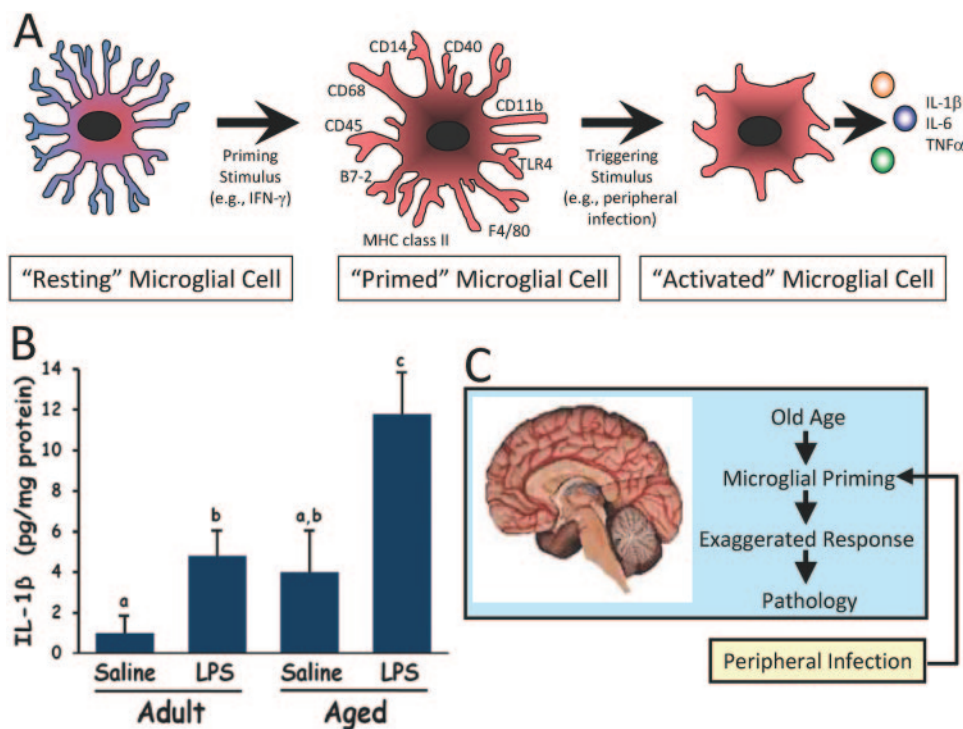 A
CD14
CD40
CD68
CD11b
CD45
TLR4
B7-2
F4/80
MHC class II
Priming
Stimulus
(e.g., IFN-γ)
Triggering
Stimulus
(e.g., peripheral
infection)
IL-1β
IL-6
TNFα
"Resting" Microglial Cell
"Primed" Microglial Cell
"Activated" Microglial Cell
B
IL-1β (pg/mg protein)
14
12
10
8
6
4
2
0
a
b
a,b
c
Saline LPS Saline LPS
Adult Aged
C
Old Age
Microglial Priming
Exaggerated Response
Pathology
Peripheral Infection